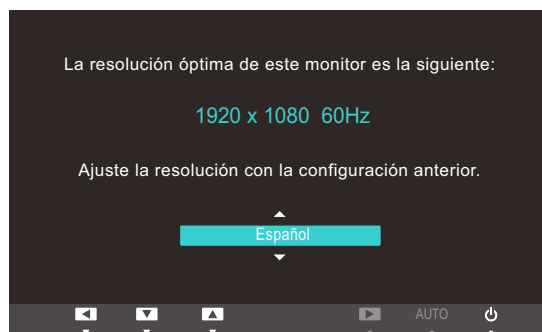 La resolución óptima de este monitor es la siguiente:
1920 x 1080 60Hz
Ajuste la resolución con la configuración anterior.
Español
AUTO